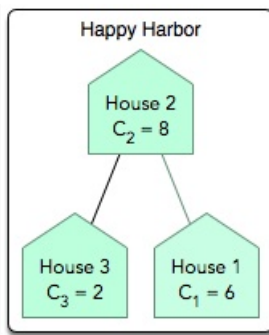 Happy Harbor
House 2
C₂ = 8
House 3
C₃ = 2
House 1
C₁ = 6